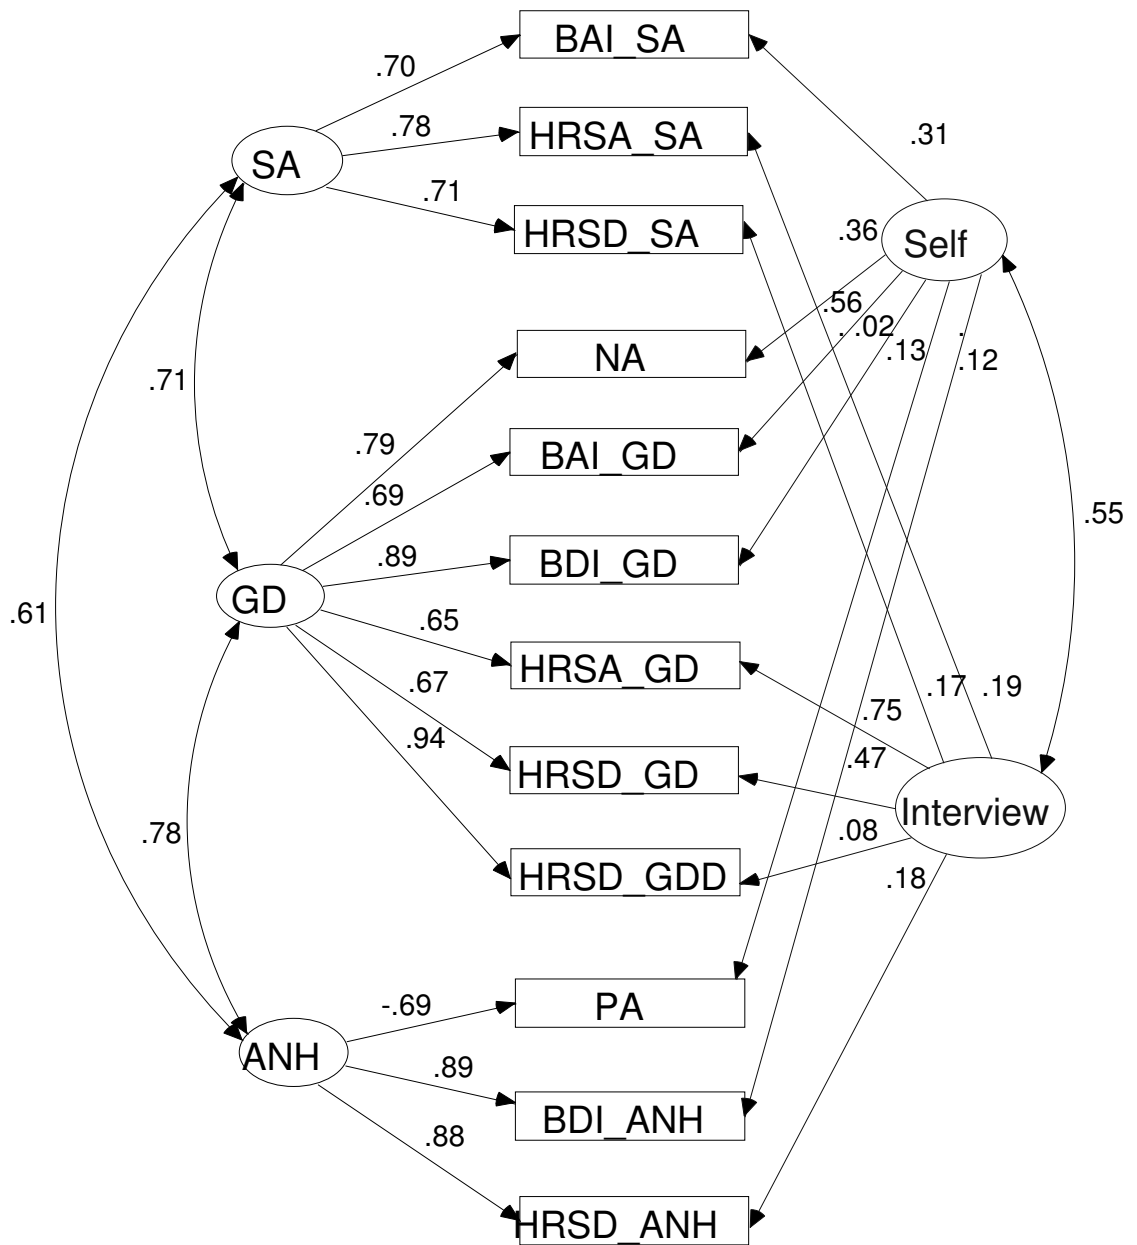 BAI_SA
.70
.31
.78
HRSA_SA
SA
.71
HRSD_SA
.36
Self
.56
. .02
.
.13
.12
NA
.71
.79
BAI_GD
.69
.55
.89
BDI_GD
GD
.61
.65
HRSA_GD
.67
.17
.19
.75
.94
.47
HRSD_GD
Interview
.78
.08
HRSD_GDD
.18
-.69
PA
ANH
.89
BDI_ANH
.88
HRSD_ANH